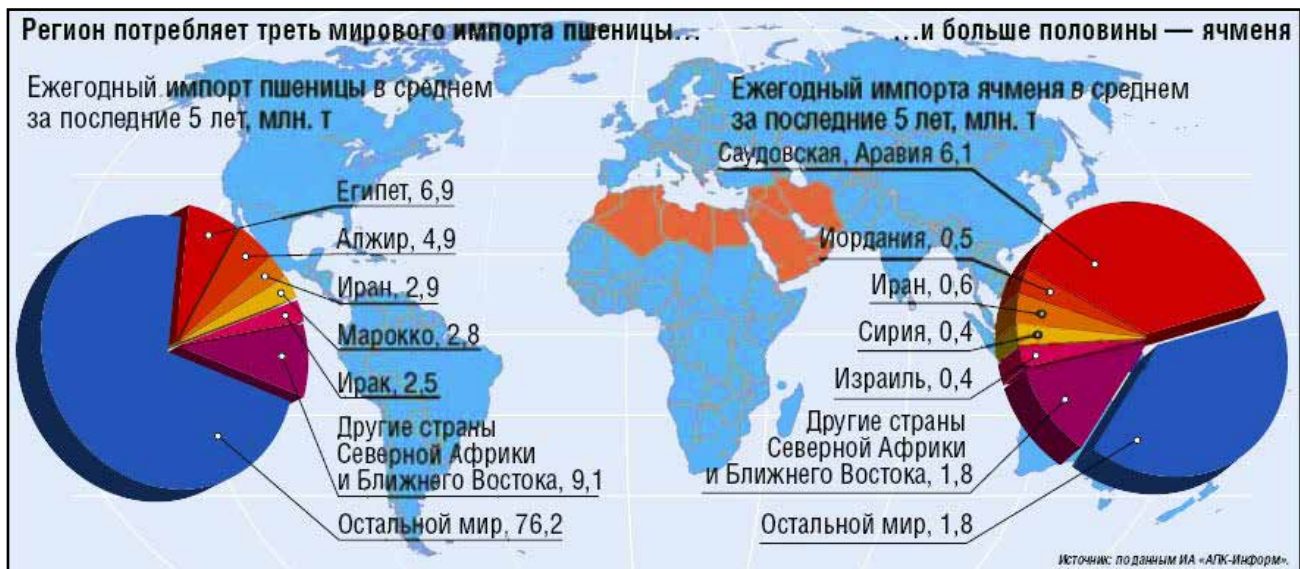 Регион потребляет треть мирового импорта пшеницы...
...и больше половины — ячменя
Ежегодный импорт пшеницы в среднем
за последние 5 лет, млн. т
Египет, 6,9
Алжир, 4,9
Иран, 2,9
Марокко, 2,8
Ирак, 2,5
Другие страны
Северной Африки
и Ближнего Востока, 9,1
Остальной мир, 76,2
Ежегодный импорта ячменя в среднем
за последние 5 лет, млн. т
Саудовская, Аравия 6,1
Иордания, 0,5
Иран, 0,6
Сирия, 0,4
Израиль, 0,4
Другие страны
Северной Африки
и Ближнего Востока, 1,8
Остальной мир, 1,8
Источник: по данным ИА «АПК-Информ».